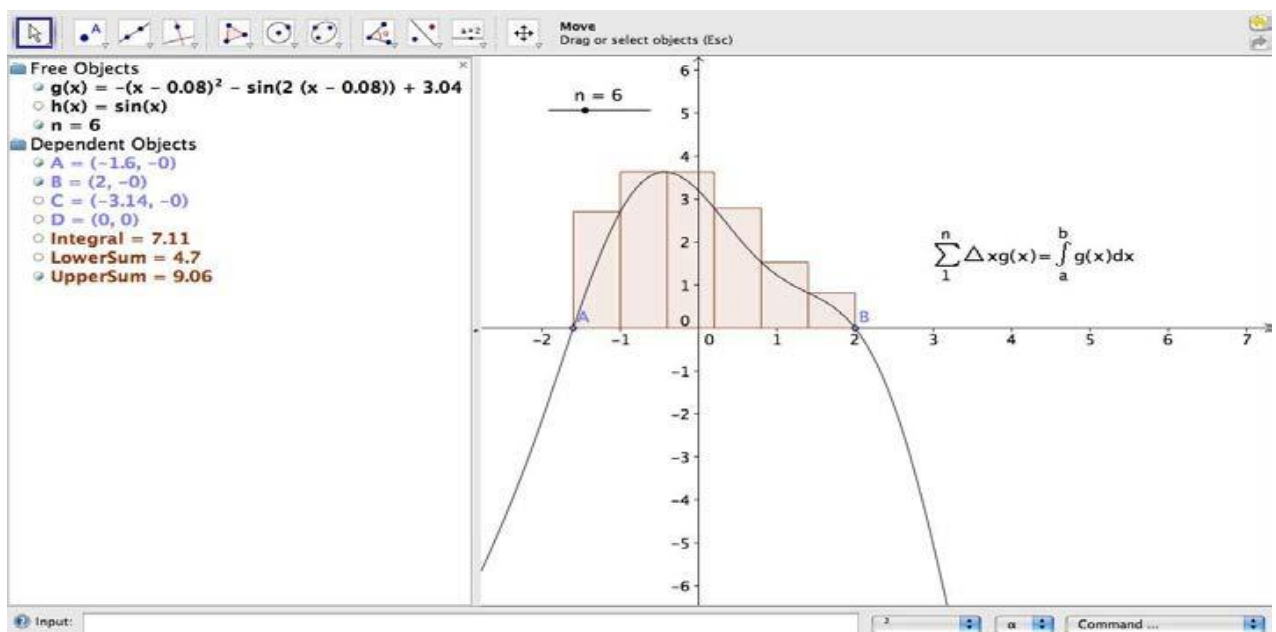 Move
Drag or select objects (Esc)
A
a=2
Free Objects
g(x) = -(x - 0.08)² - sin(2 (x - 0.08)) + 3.04
h(x) = sin(x)
n = 6
Dependent Objects
A = (-1.6, -0)
B = (2, -0)
C = (-3.14, -0)
D = (0, 0)
Integral = 7.11
LowerSum = 4.7
UpperSum = 9.06
n = 6
6
5
4
3
2
1
0
-1
-2
-3
-4
-5
-6
-2 -1 0 1 2 3 4 5 6 7
A
B
n b
∑ △xg(x)=∫ g(x)dx
1 a
Input:
² α Command ...